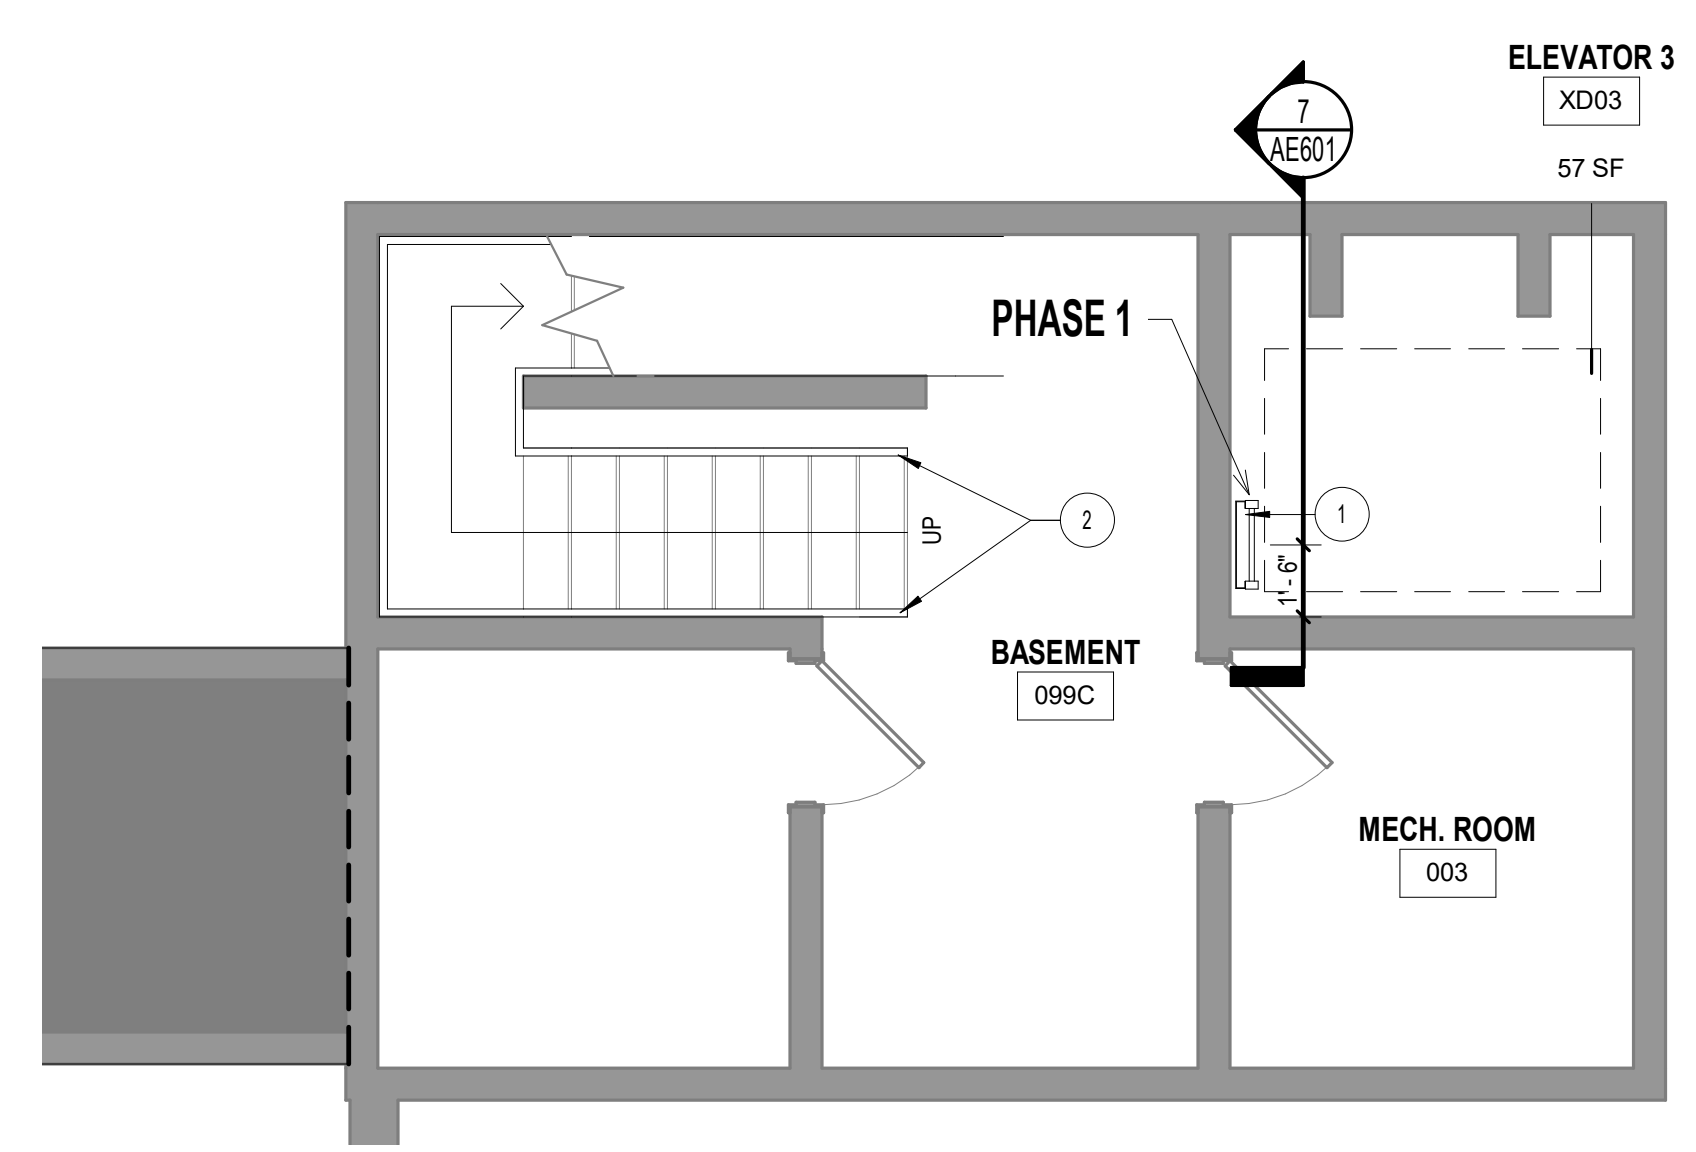 ELEVATOR 3
XD03
57 SF
7
AE601
PHASE 1
1
2
UP
1' - 6"
BASEMENT
099C
MECH. ROOM
003